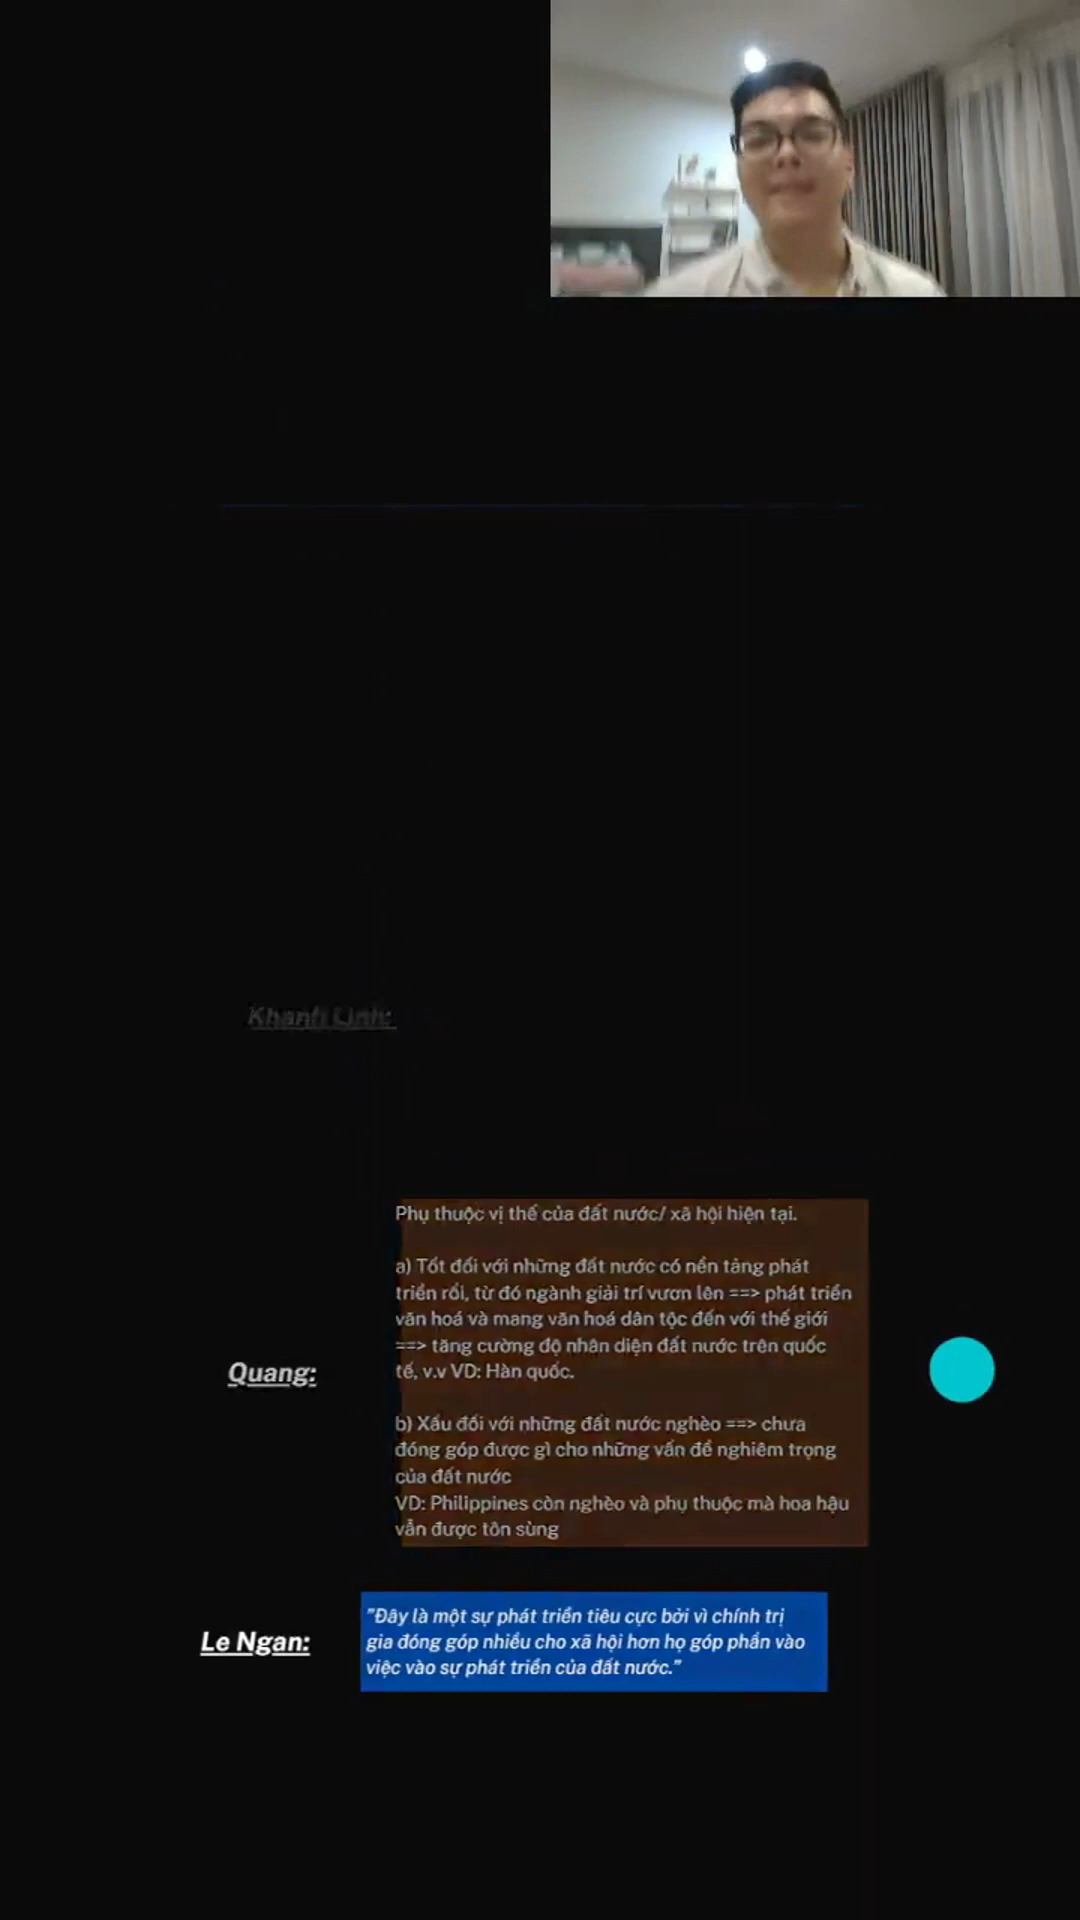 Khanh Linh:
Phụ thuộc vị thế của đất nước/ xã hội hiện tại.
a) Tốt đối với những đất nước có nền tảng phát
triển rồi, từ đó ngành giải trí vươn lên ==> phát triển
văn hoá và mang văn hoá dân tộc đến với thế giới
==> tăng cường độ nhân diện đất nước trên quốc
tế, v.v VD: Hàn quốc.
Quang:
b) Xấu đối với những đất nước nghèo ==> chưa
đóng góp được gì cho những vấn đề nghiêm trọng
của đất nước
VD: Philippines còn nghèo và phụ thuộc mà hoa hậu
vẫn được tôn sùng
Le Ngan:
"Đây là một sự phát triển tiêu cực bởi vì chính trị
gia đóng góp nhiều cho xã hội hơn họ góp phần vào
việc vào sự phát triển của đất nước."